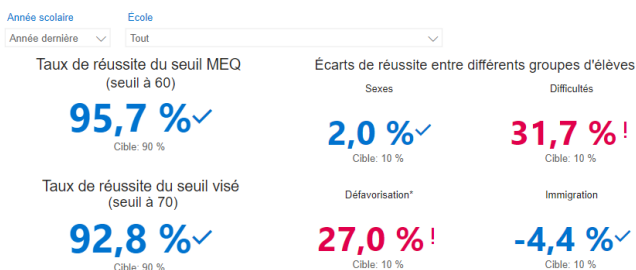 Année scolaire
École
Année dernière
Tout
Taux de réussite du seuil MEQ
(seuil à 60)
95,7 %
Cible: 90 %
Taux de réussite du seuil visé
(seuil à 70)
92,8 %
Cible: 90 %
Écarts de réussite entre différents groupes d'élèves
Sexes
2,0 %
Cible: 10 %
Difficultés
31,7 % !
Cible: 10 %
Défavorisation*
27,0 % !
Cible: 10 %
Immigration
-4,4 %
Cible: 10 %